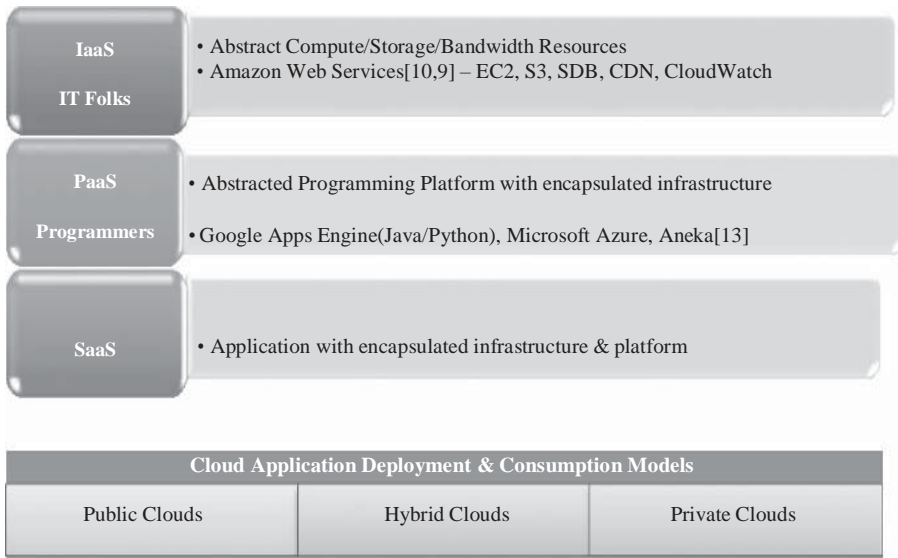 IaaS
IT Folks
• Abstract Compute/Storage/Bandwidth Resources
• Amazon Web Services[10,9] – EC2, S3, SDB, CDN, CloudWatch
PaaS
Programmers
• Abstracted Programming Platform with encapsulated infrastructure
• Google Apps Engine(Java/Python), Microsoft Azure, Aneka[13]
SaaS
• Application with encapsulated infrastructure & platform
Cloud Application Deployment & Consumption Models
Public Clouds
Hybrid Clouds
Private Clouds